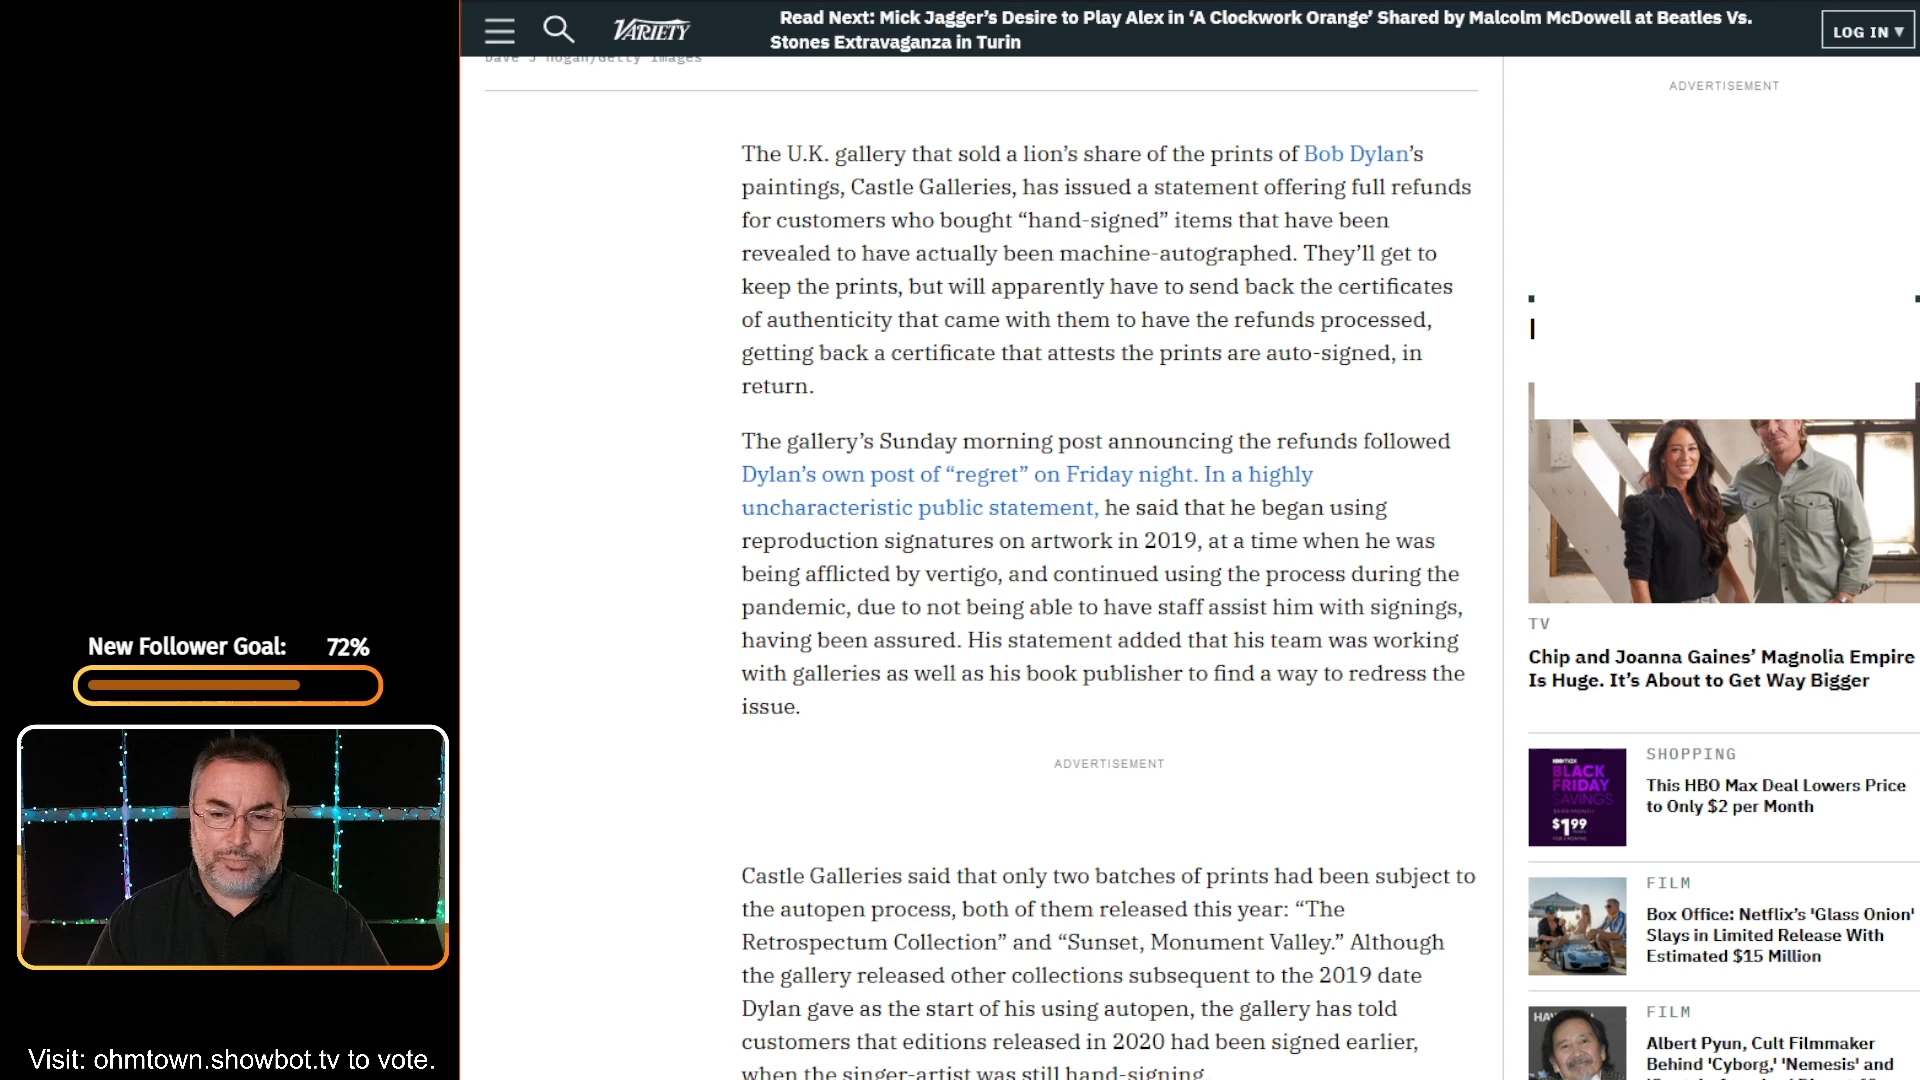 VARIETY
Read Next: Mick Jagger’s Desire to Play Alex in ‘A Clockwork Orange’ Shared by Malcolm McDowell at Beatles Vs.
Stones Extravaganza in Turin
LOG IN ▾
Dave J Hogan/Getty Images
ADVERTISEMENT
The U.K. gallery that sold a lion’s share of the prints of Bob Dylan’s
paintings, Castle Galleries, has issued a statement offering full refunds
for customers who bought “hand-signed” items that have been
revealed to have actually been machine-autographed. They’ll get to
keep the prints, but will apparently have to send back the certificates
of authenticity that came with them to have the refunds processed,
getting back a certificate that attests the prints are auto-signed, in
return.
The gallery’s Sunday morning post announcing the refunds followed
Dylan’s own post of “regret” on Friday night. In a highly
uncharacteristic public statement, he said that he began using
reproduction signatures on artwork in 2019, at a time when he was
being afflicted by vertigo, and continued using the process during the
pandemic, due to not being able to have staff assist him with signings,
having been assured. His statement added that his team was working
with galleries as well as his book publisher to find a way to redress the
issue.
ADVERTISEMENT
Castle Galleries said that only two batches of prints had been subject to
the autopen process, both of them released this year: “The
Retrospectum Collection” and “Sunset, Monument Valley.” Although
the gallery released other collections subsequent to the 2019 date
Dylan gave as the start of his using autopen, the gallery has told
customers that editions released in 2020 had been signed earlier,
when the singer-artist was still hand-signing.
TV
Chip and Joanna Gaines’ Magnolia Empire
Is Huge. It’s About to Get Way Bigger
HBOmax
BLACK
FRIDAY
SAVINGS
$1.99
SHOPPING
This HBO Max Deal Lowers Price
to Only $2 per Month
FILM
Box Office: Netflix’s 'Glass Onion'
Slays in Limited Release With
Estimated $15 Million
FILM
Albert Pyun, Cult Filmmaker
Behind 'Cyborg,' 'Nemesis' and
New Follower Goal: 72%
Visit: ohmtown.showbot.tv to vote.